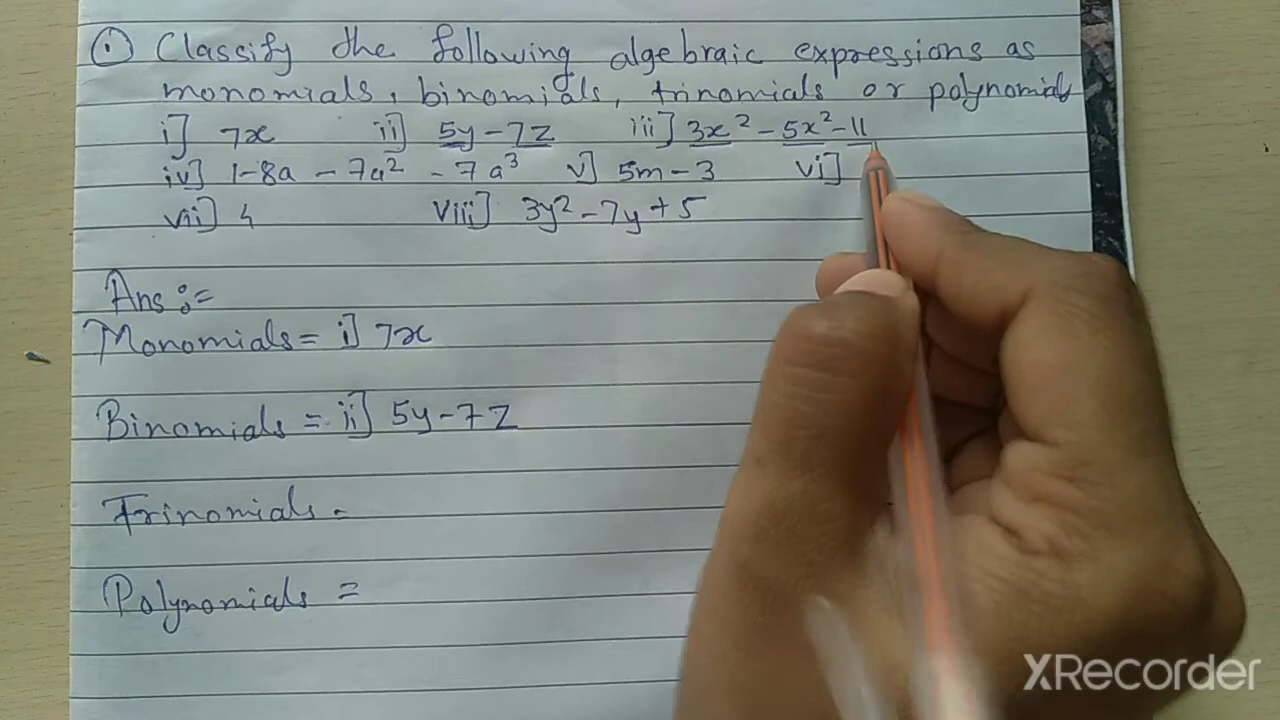 ① Classify the following algebraic expressions as
monomials, binomials, trinomials or polynomials
i] 7x ii] 5y - 7z iii] 3x² - 5x² - 11
iv] 1-8a - 7a² - 7a³ v] 5m - 3 vi]
vii] 4 viii] 3y² - 7y + 5
Ans :=
Monomials = i] 7x
Binomials = ii] 5y - 7z
Trinomials -
Polynomials =
XRecorder